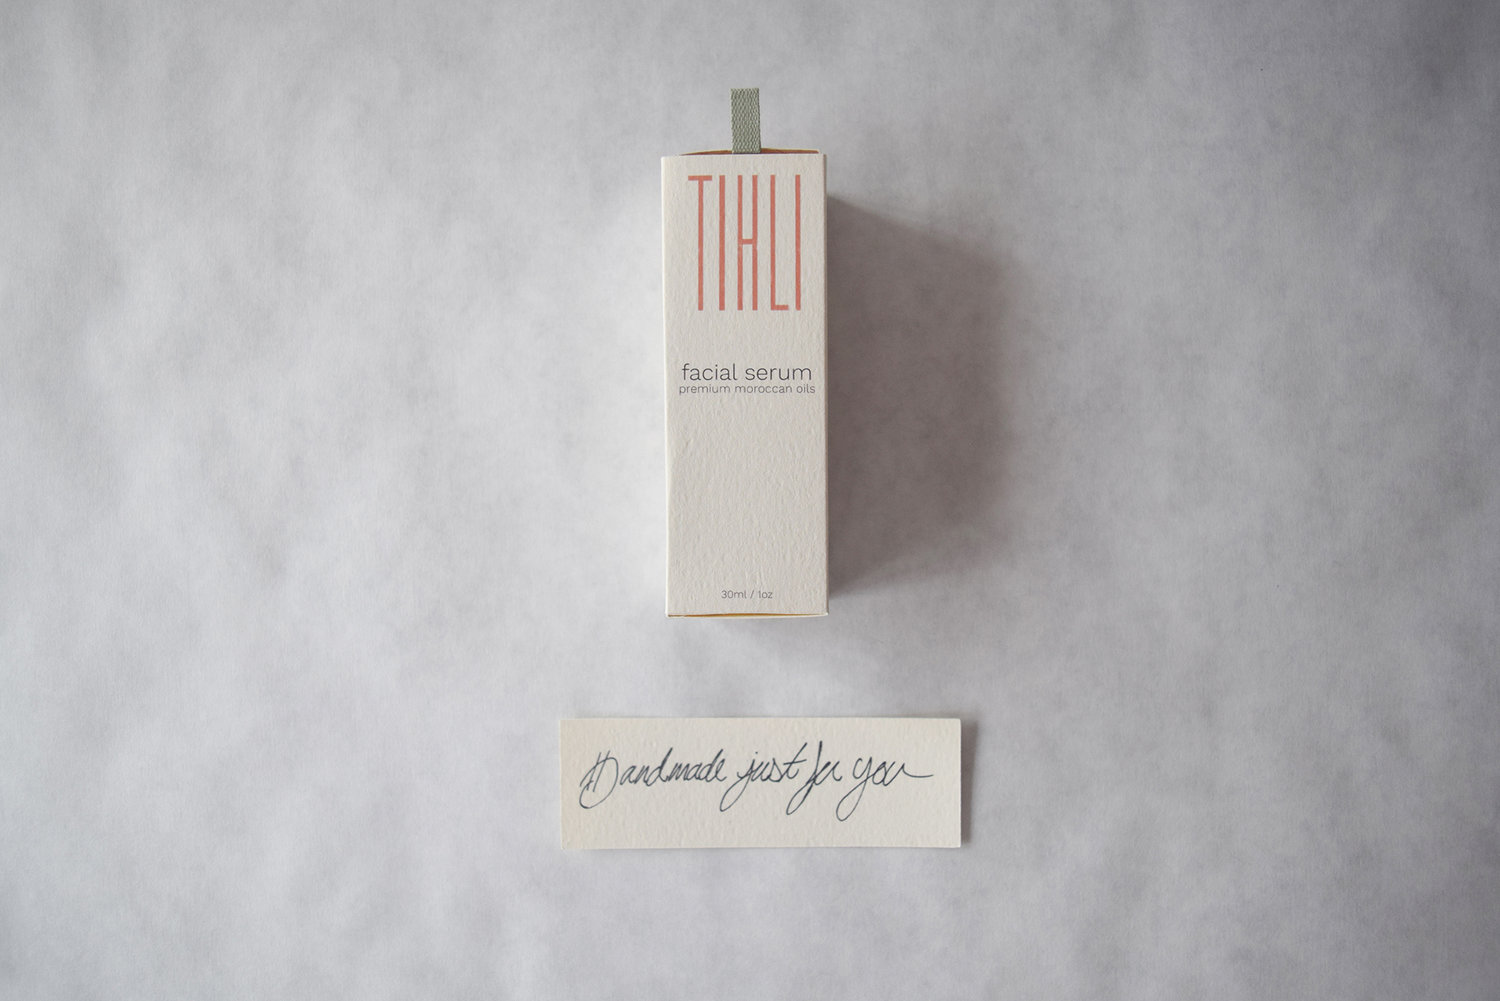 TIHLI
facial serum
premium moroccan oils
30ml / 1oz
Handmade just for you